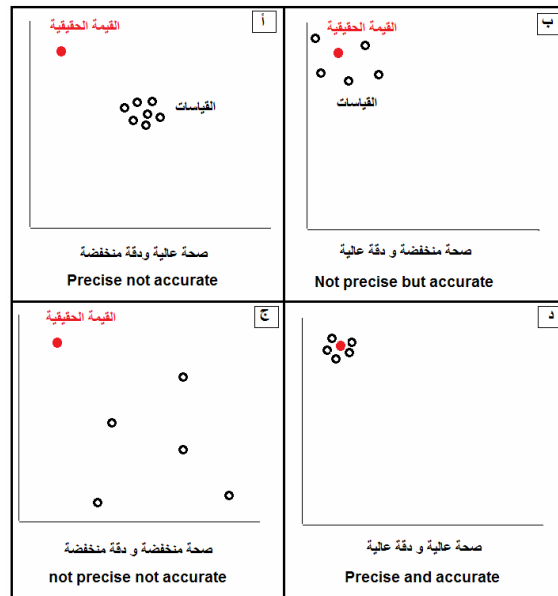 أ
القيمة الحقيقية
القياسات
صحة عالية ودقة منخفضة
Precise not accurate
ب
القيمة الحقيقية
القياسات
صحة منخفضة و دقة عالية
Not precise but accurate
ج
القيمة الحقيقية
صحة منخفضة و دقة منخفضة
not precise not accurate
د
صحة عالية و دقة عالية
Precise and accurate